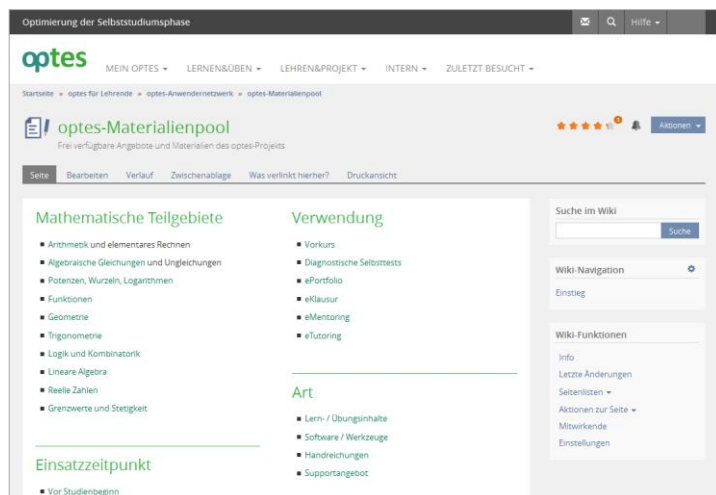 Optimierung der Selbststudiumsphase
Hilfe
optes
MEIN OPTES
LERNEN&ÜBEN
LEHREN&PROJEKT
INTERN
ZULETZT BESUCHT
Startseite » optes für Lehrende » optes-Anwendernetzwerk » optes-Materialienpool
optes-Materialienpool
Frei verfügbare Angebote und Materialien des optes-Projekts
Aktionen
Seite
Bearbeiten
Verlauf
Zwischenablage
Was verlinkt hierher?
Druckansicht
Mathematische Teilgebiete
Arithmetik und elementares Rechnen
Algebraische Gleichungen und Ungleichungen
Potenzen, Wurzeln, Logarithmen
Funktionen
Geometrie
Trigonometrie
Logik und Kombinatorik
Lineare Algebra
Reelle Zahlen
Grenzwerte und Stetigkeit
Einsatzzeitpunkt
Vor Studienbeginn
Verwendung
Vorkurs
Diagnostische Selbsttests
ePortfolio
eKlausur
eMentoring
eTutoring
Art
Lern- / Übungsinhalte
Software / Werkzeuge
Handreichungen
Supportangebot
Suche im Wiki
Suche
Wiki-Navigation
Einstieg
Wiki-Funktionen
Info
Letzte Änderungen
Seitenlisten
Aktionen zur Seite
Mitwirkende
Einstellungen